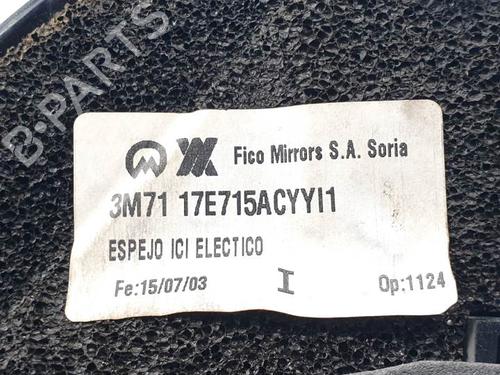 B-PARTS
Fico Mirrors S.A. Soria
3M71 17E715ACYYI1
ESPEJO ICI ELECTICO
Fe:15/07/03 I Op:1124